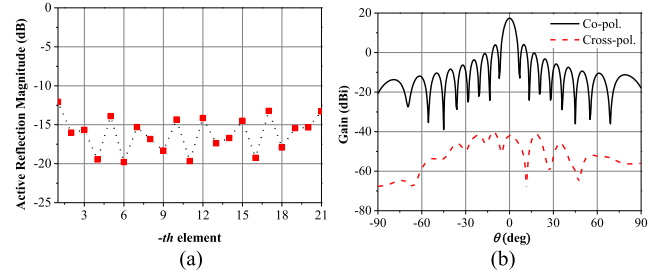 Active Reflection Magnitude (dB)
0
-5
-10
-15
-20
-25
3 6 9 12 15 18 21
-th element
(a)
Gain (dBi)
20
0
-20
-40
-60
-80
Co-pol.
Cross-pol.
-90 -60 -30 0 30 60 90
θ (deg)
(b)